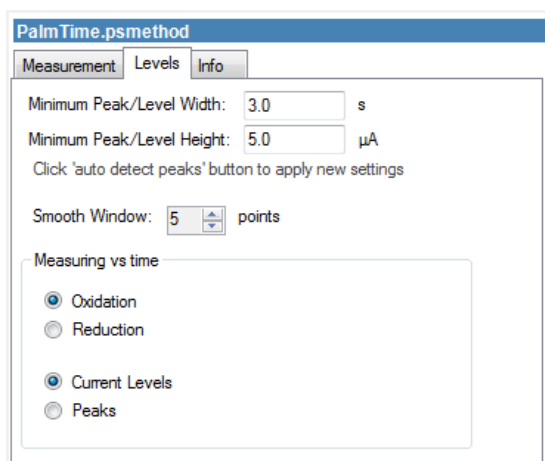 PalmTime.psmethod
Measurement Levels Info
Minimum Peak/Level Width: 3.0 s
Minimum Peak/Level Height: 5.0 µA
Click 'auto detect peaks' button to apply new settings
Smooth Window: 5 points
Measuring vs time
Oxidation
Reduction
Current Levels
Peaks